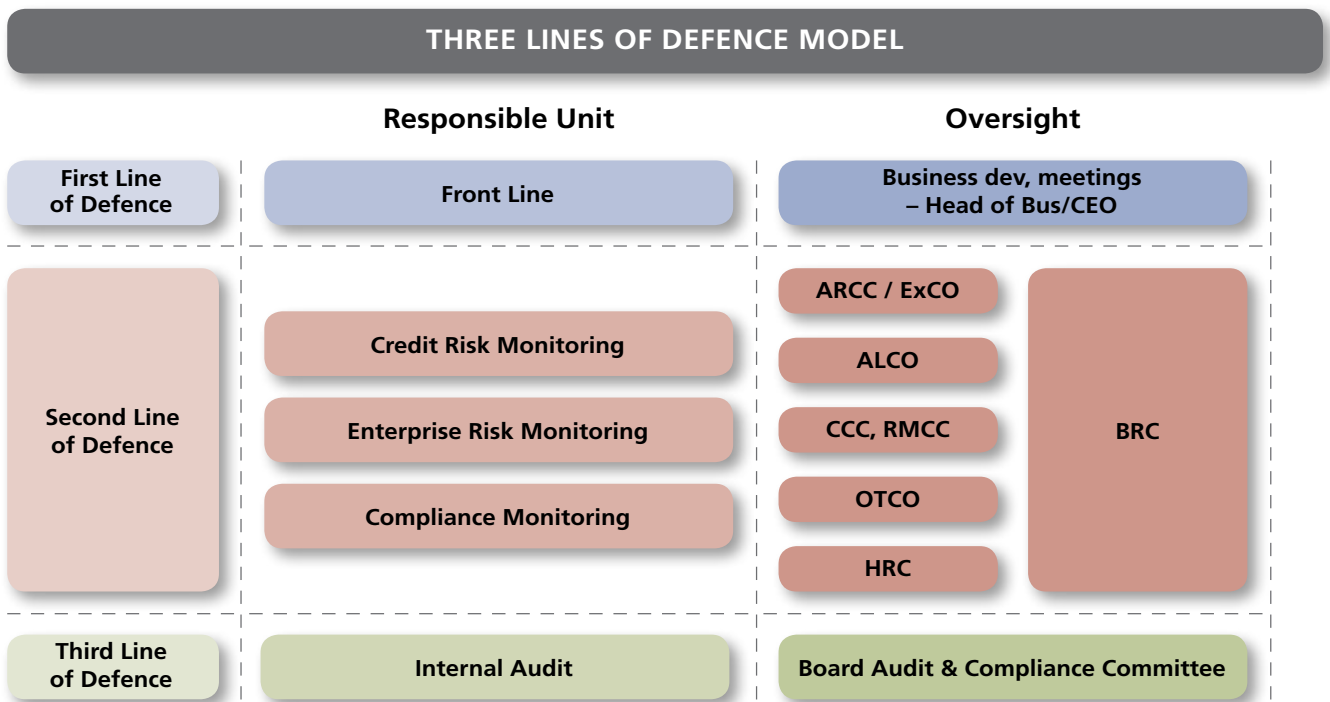 THREE LINES OF DEFENCE MODEL
Responsible Unit
Oversight
First Line
of Defence
Front Line
Business dev, meetings
– Head of Bus/CEO
Second Line
of Defence
Credit Risk Monitoring
Enterprise Risk Monitoring
Compliance Monitoring
ARCC / ExCO
ALCO
CCC, RMCC
OTCO
HRC
BRC
Third Line
of Defence
Internal Audit
Board Audit & Compliance Committee